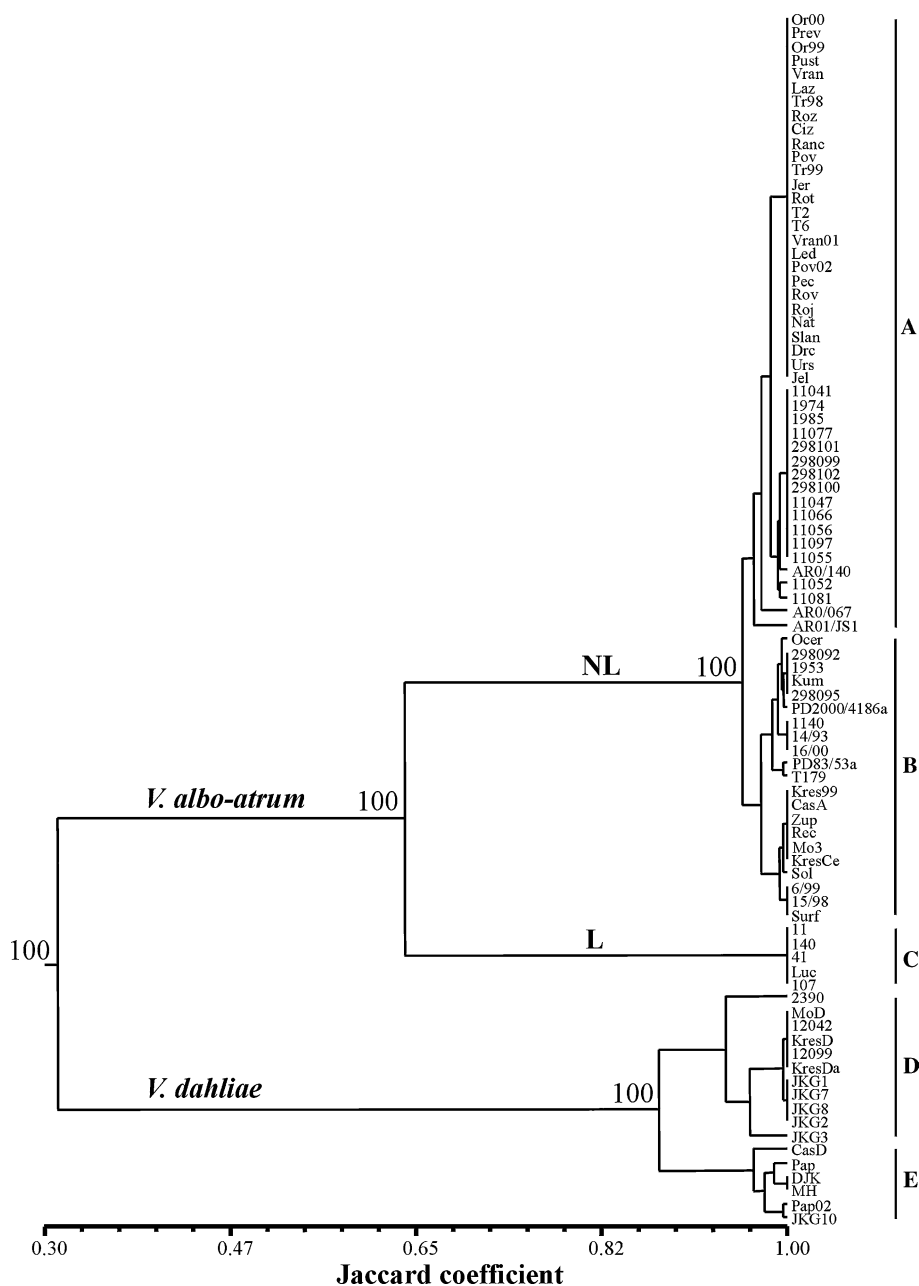 Or00
Prev
Or99
Pust
Vran
Laz
Tr98
Roz
Ciz
Ranc
Pov
Tr99
Jer
Rot
T2
T6
Vran01
Led
Pov02
Pec
Rov
Roj
Nat
Slan
Drc
Urs
Jel
A
11041
1974
1985
11077
298101
298099
298102
298100
11047
11066
11056
11097
11055
AR0/140
11052
11081
AR0/067
AR01/JS1
Ocer
298092
NL
100
1953
Kum
298095
PD2000/4186a
1140
14/93
16/00
PD83/53a
B
T179
Kres99
V. albo-atrum
100
CasA
Zup
Rec
Mo3
KresCe
Sol
6/99
15/98
Surf
11
L
140
100
41
C
Luc
107
2390
MoD
12042
KresD
12099
D
KresDa
V. dahliae
100
JKG1
JKG7
JKG8
JKG2
JKG3
CasD
Pap
DJK
E
MH
Pap02
JKG10
0.30 0.47 0.65 0.82 1.00
Jaccard coefficient